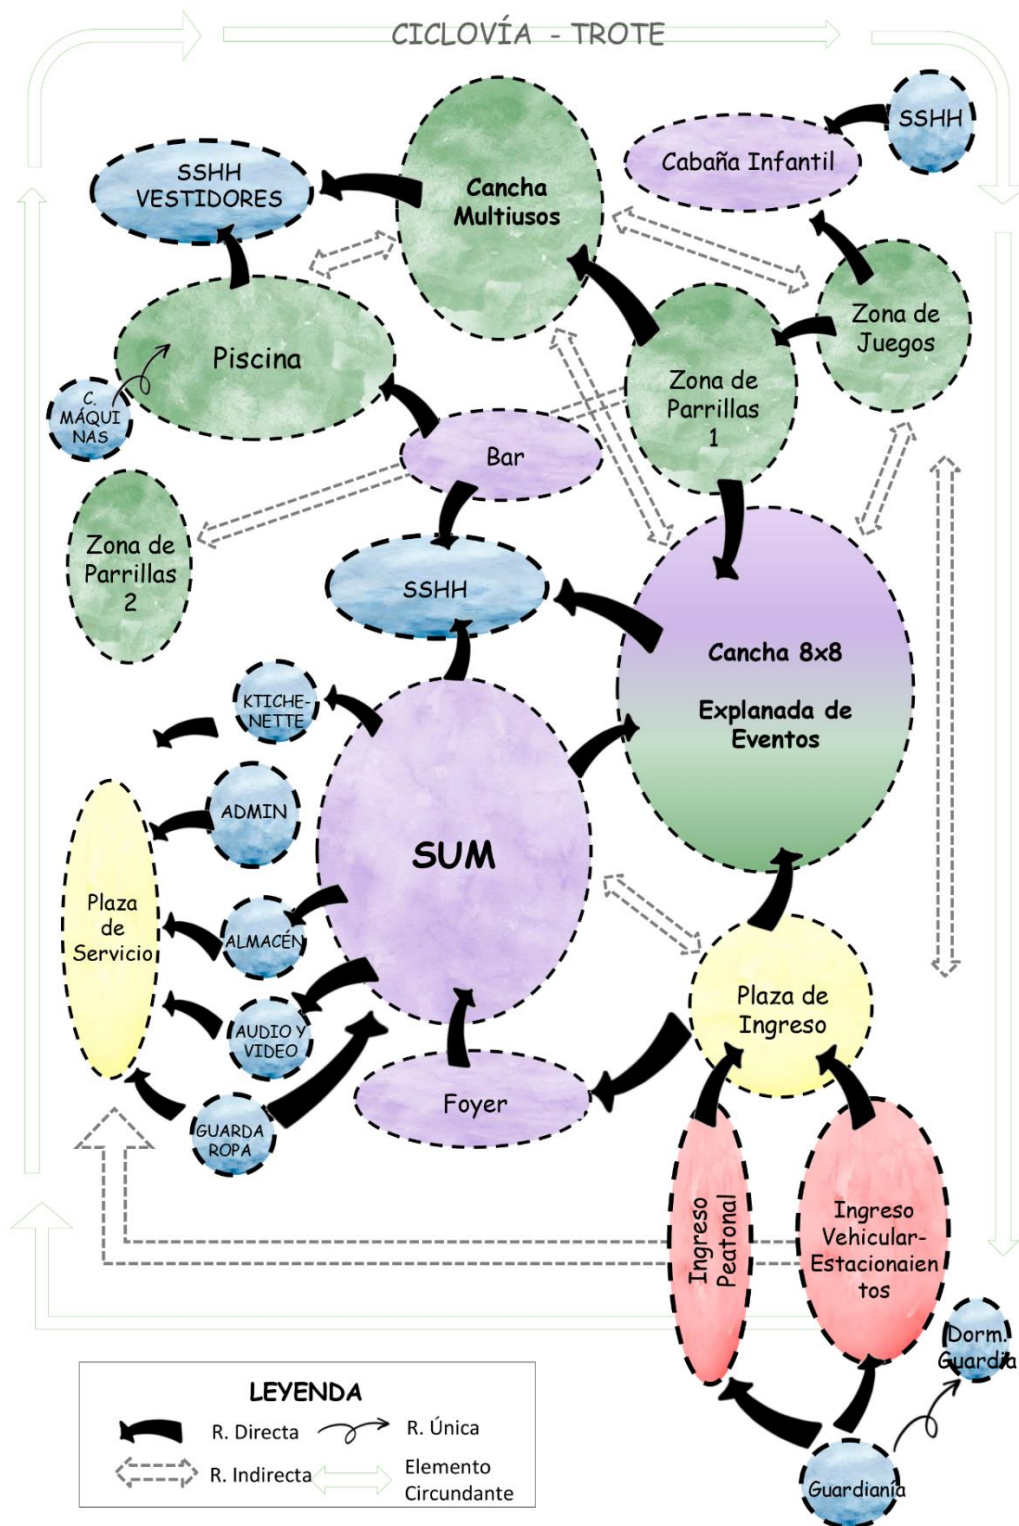 CICLOVÍA - TROTE
SSHH
VESTIDORES
Cancha
Multiusos
Cabaña Infantil
SSHH
Zona de
Juegos
Piscina
C.
MÁQUI
NAS
Zona de
Parrillas
1
Bar
Zona de
Parrillas
2
SSHH
Cancha 8x8
Explanada de
Eventos
KTICHE-
NETTE
ADMIN
SUM
Plaza
de
Servicio
ALMACÉN
AUDIO Y
VIDEO
Plaza de
Ingreso
Foyer
GUARDA
ROPA
Ingreso
Peatonal
Ingreso
Vehicular-
Estacionaien
tos
Dorm.
Guardia
Guardianía
LEYENDA
R. Directa
R. Única
R. Indirecta
Elemento
Circundante